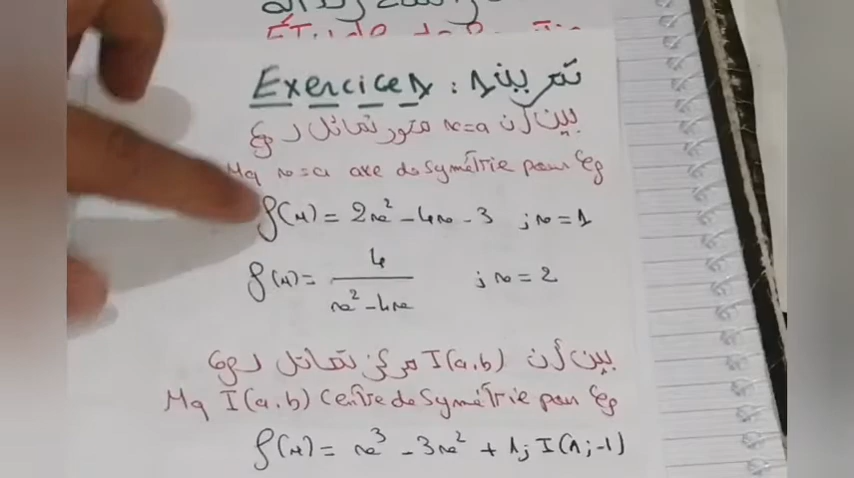 Exercice 1 : تمرين 1
بين أن x=a محور تماثل ل Cf
Mq x=a axe de symétrie pour Cf
f(x) = 2x² - 4x - 3 ; x = 1
f(x) = 4 / (x² - 4x) ; x = 2
بين أن I(a,b) مركز تماثل ل Cf
Mq I(a,b) Centre de Symétrie pour Cf
f(x) = x³ - 3x² + 1 ; I(1;-1)